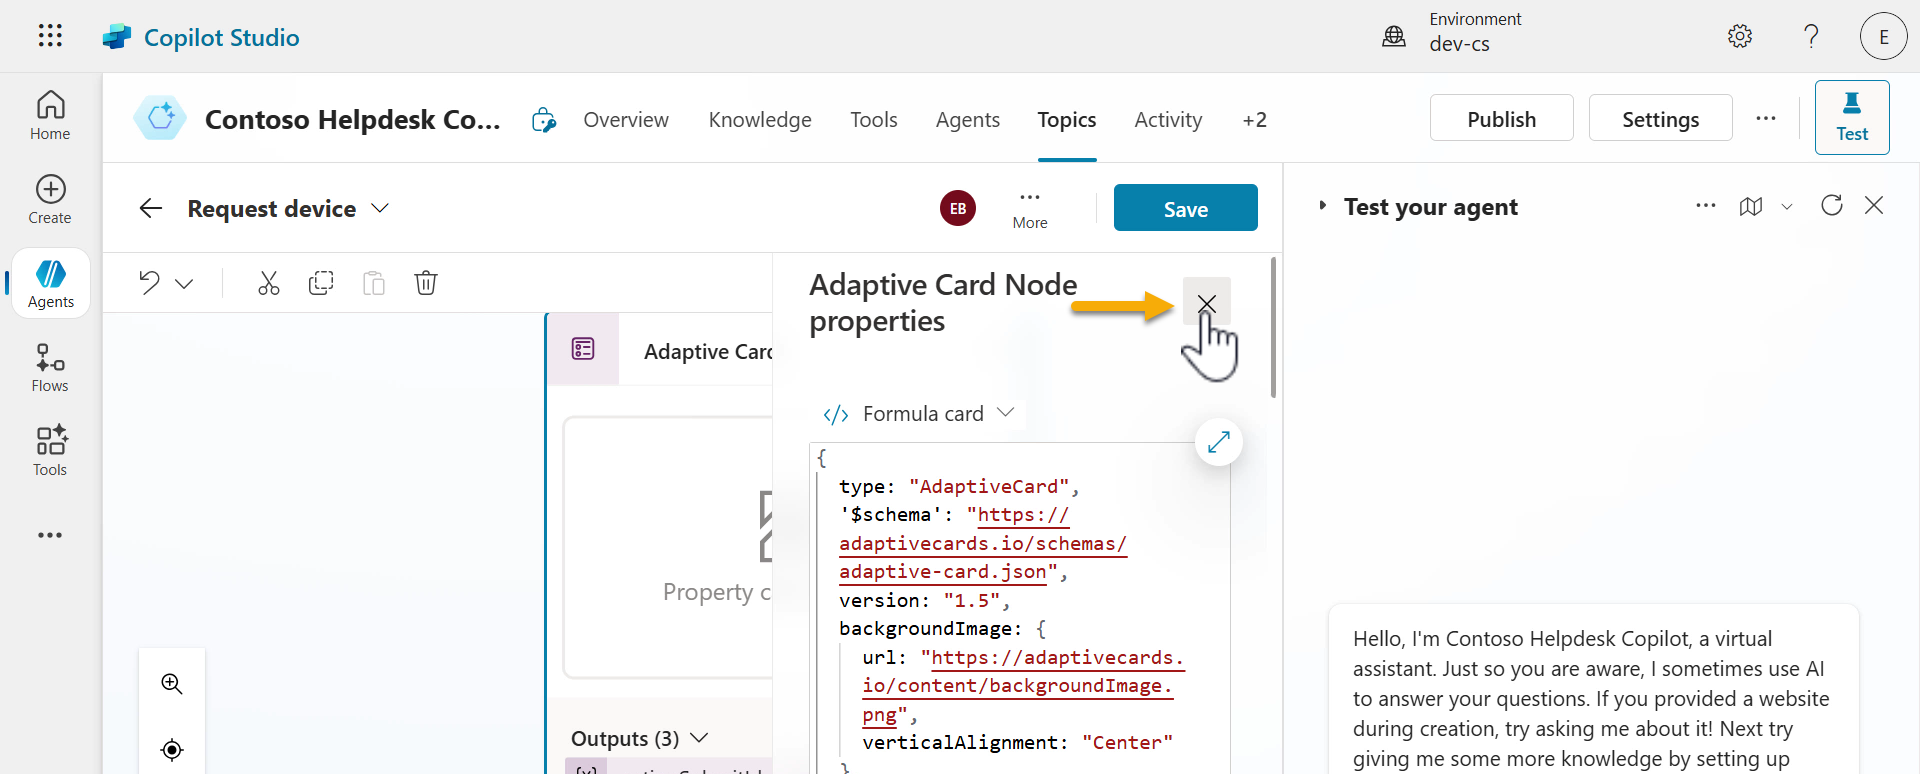 Copilot Studio
Environment
dev-cs
E
Home
Create
Agents
Flows
Tools
Contoso Helpdesk Co...
Overview
Knowledge
Tools
Agents
Topics
Activity
+2
Publish
Settings
Test
Request device
EB
More
Save
Adaptive Card
Property c
Outputs (3)
Adaptive Card Node
properties
</> Formula card
{
type: "AdaptiveCard",
'$schema': "https://
adaptivecards.io/schemas/
adaptive-card.json",
version: "1.5",
backgroundImage: {
url: "https://adaptivecards.
io/content/backgroundImage.
png",
verticalAlignment: "Center"
}
Test your agent
Hello, I'm Contoso Helpdesk Copilot, a virtual
assistant. Just so you are aware, I sometimes use AI
to answer your questions. If you provided a website
during creation, try asking me about it! Next try
giving me some more knowledge by setting up